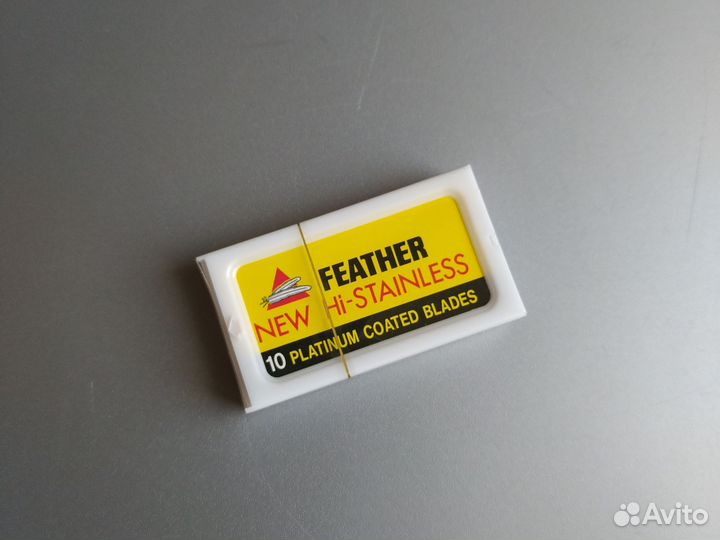 FEATHER
NEW Hi-STAINLESS
10 PLATINUM COATED BLADES
Avito